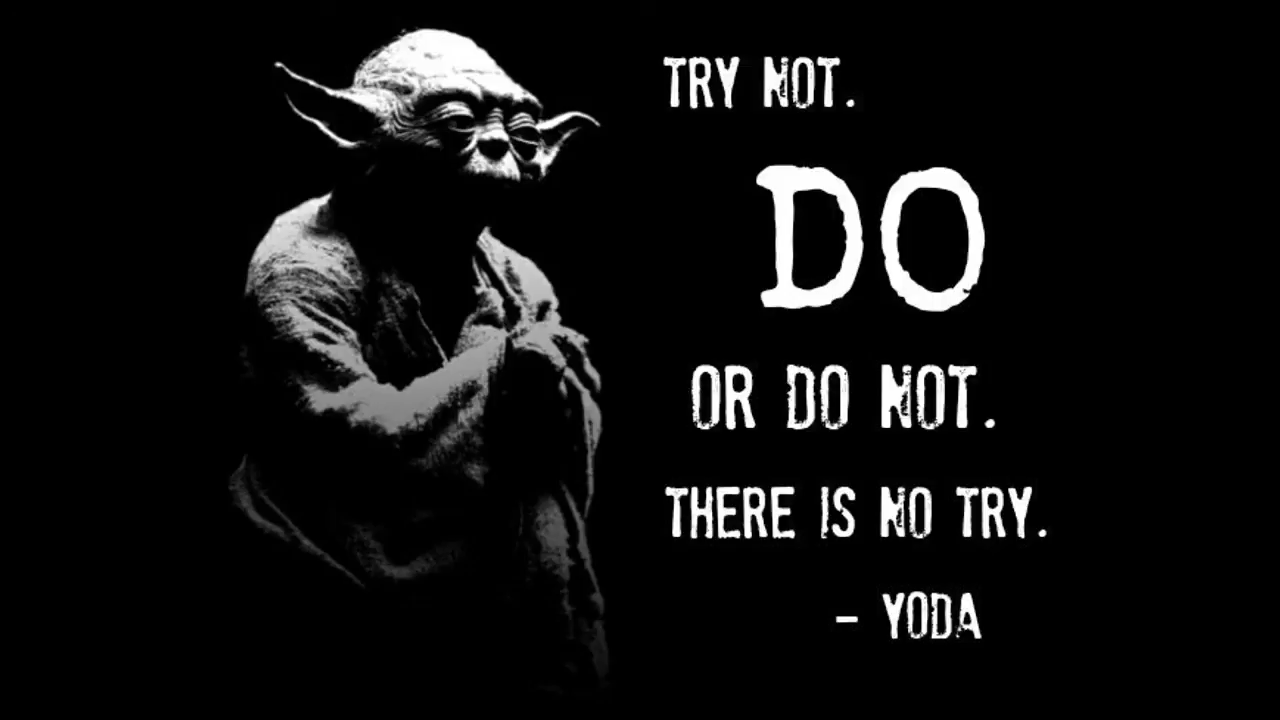 TRY NOT.
DO
OR DO NOT.
THERE IS NO TRY.
- YODA